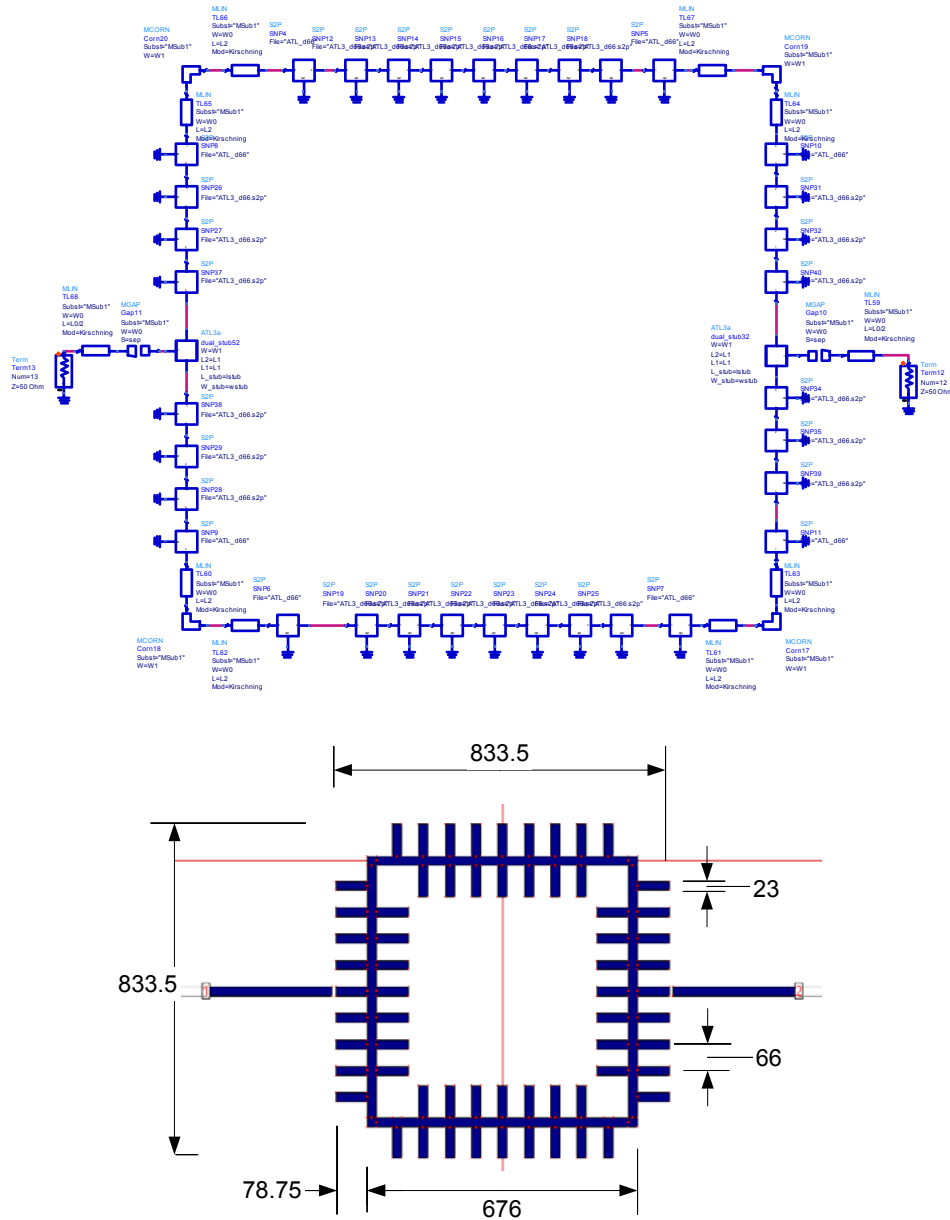 MLIN
TL66
Subst="MSub1"
W=W0
L=L2
Mod=Kirschning
S2P
SNP4
File="ATL_d66"
S2P
SNP12
S2P
SNP13
S2P
SNP14
S2P
SNP15
S2P
SNP16
S2P
SNP17
S2P
SNP18
S2P
SNP5
File="ATL_d66"
MLIN
TL67
Subst="MSub1"
W=W0
L=L2
Mod=Kirschning
MCORN
Corn20
Subst="MSub1"
W=W1
MCORN
Corn19
Subst="MSub1"
W=W1
MLIN
TL65
Subst="MSub1"
W=W0
L=L2
Mod=Kirschning
SNP8
File="ATL_d66"
S2P
SNP26
File="ATL3_d66.s2p"
S2P
SNP27
File="ATL3_d66.s2p"
S2P
SNP37
File="ATL3_d66.s2p"
MLIN
TL64
Subst="MSub1"
W=W0
L=L2
Mod=Kirschning
SNP10
="ATL_d66"
S2P
SNP31
="ATL3_d66.s2p"
S2P
SNP32
="ATL3_d66.s2p"
S2P
SNP40
="ATL3_d66.s2p"
MLIN
TL68
Subst="MSub1"
W=W0
L=L0/2
Mod=Kirschning
MGAP
Gap11
Subst="MSub1"
W=W0
S=sep
Term
Term13
Num=13
Z=50 Ohm
ATL3a
dual_stub52
W=W1
L2=L1
L1=L1
L_stub=lstub
W_stub=wstub
ATL3a
dual_stub32
W=W1
L2=L1
L1=L1
L_stub=lstub
W_stub=wstub
MGAP
Gap10
Subst="MSub1"
W=W0
S=sep
MLIN
TL59
Subst="MSub1"
W=W0
L=L0/2
Mod=Kirschning
Term
Term12
Num=12
Z=50 Ohm
S2P
SNP38
File="ATL3_d66.s2p"
S2P
SNP29
File="ATL3_d66.s2p"
S2P
SNP28
File="ATL3_d66.s2p"
S2P
SNP9
File="ATL_d66"
S2P
SNP34
="ATL3_d66.s2p"
S2P
SNP35
="ATL3_d66.s2p"
S2P
SNP39
="ATL3_d66.s2p"
S2P
SNP11
="ATL_d66"
MLIN
TL60
Subst="MSub1"
W=W0
L=L2
Mod=Kirschning
MLIN
TL63
Subst="MSub1"
W=W0
L=L2
Mod=Kirschning
S2P
SNP6
File="ATL_d66"
S2P
SNP19
S2P
SNP20
S2P
SNP21
S2P
SNP22
S2P
SNP23
S2P
SNP24
S2P
SNP25
S2P
SNP7
File="ATL_d66"
MCORN
Corn18
Subst="MSub1"
W=W1
MLIN
TL62
Subst="MSub1"
W=W0
L=L2
Mod=Kirschning
MLIN
TL61
Subst="MSub1"
W=W0
L=L2
Mod=Kirschning
MCORN
Corn17
Subst="MSub1"
W=W1
833.5
23
833.5
1
2
66
78.75
676